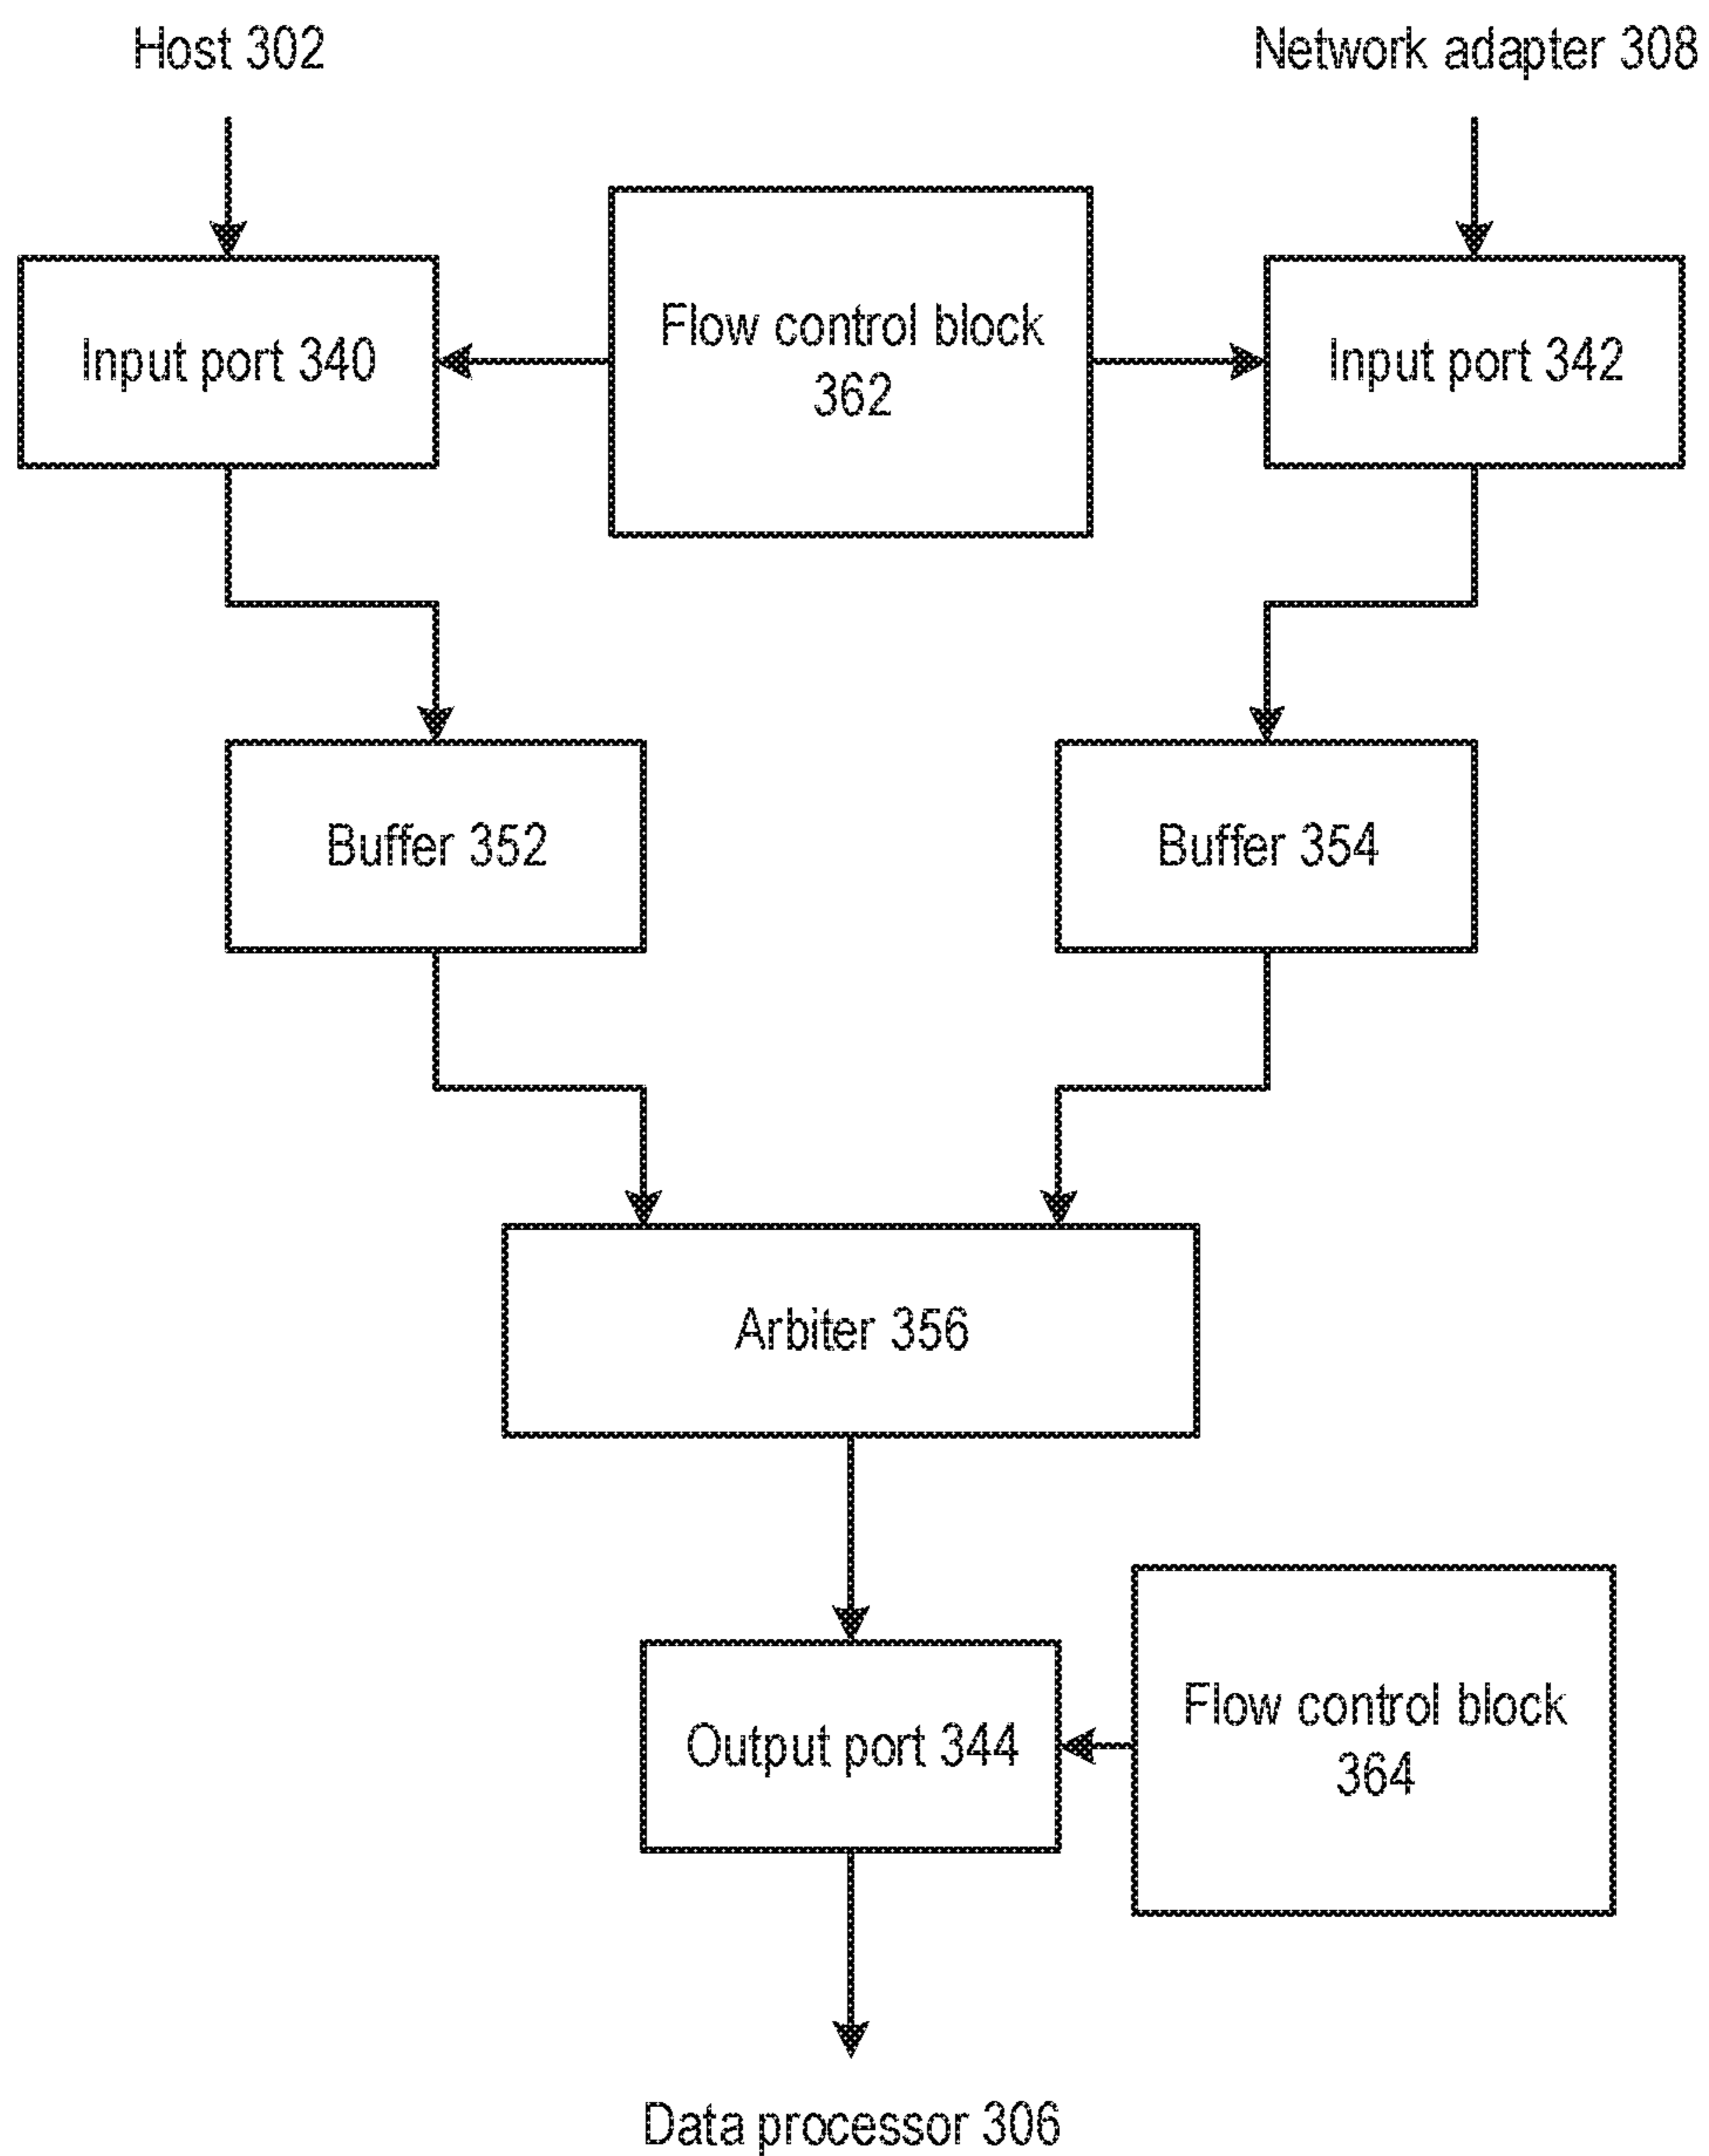 Host 302
Network adapter 308
Input port 340
Flow control block
362
Input port 342
Buffer 352
Buffer 354
Arbiter 356
Output port 344
Flow control block
364
Data processor 306